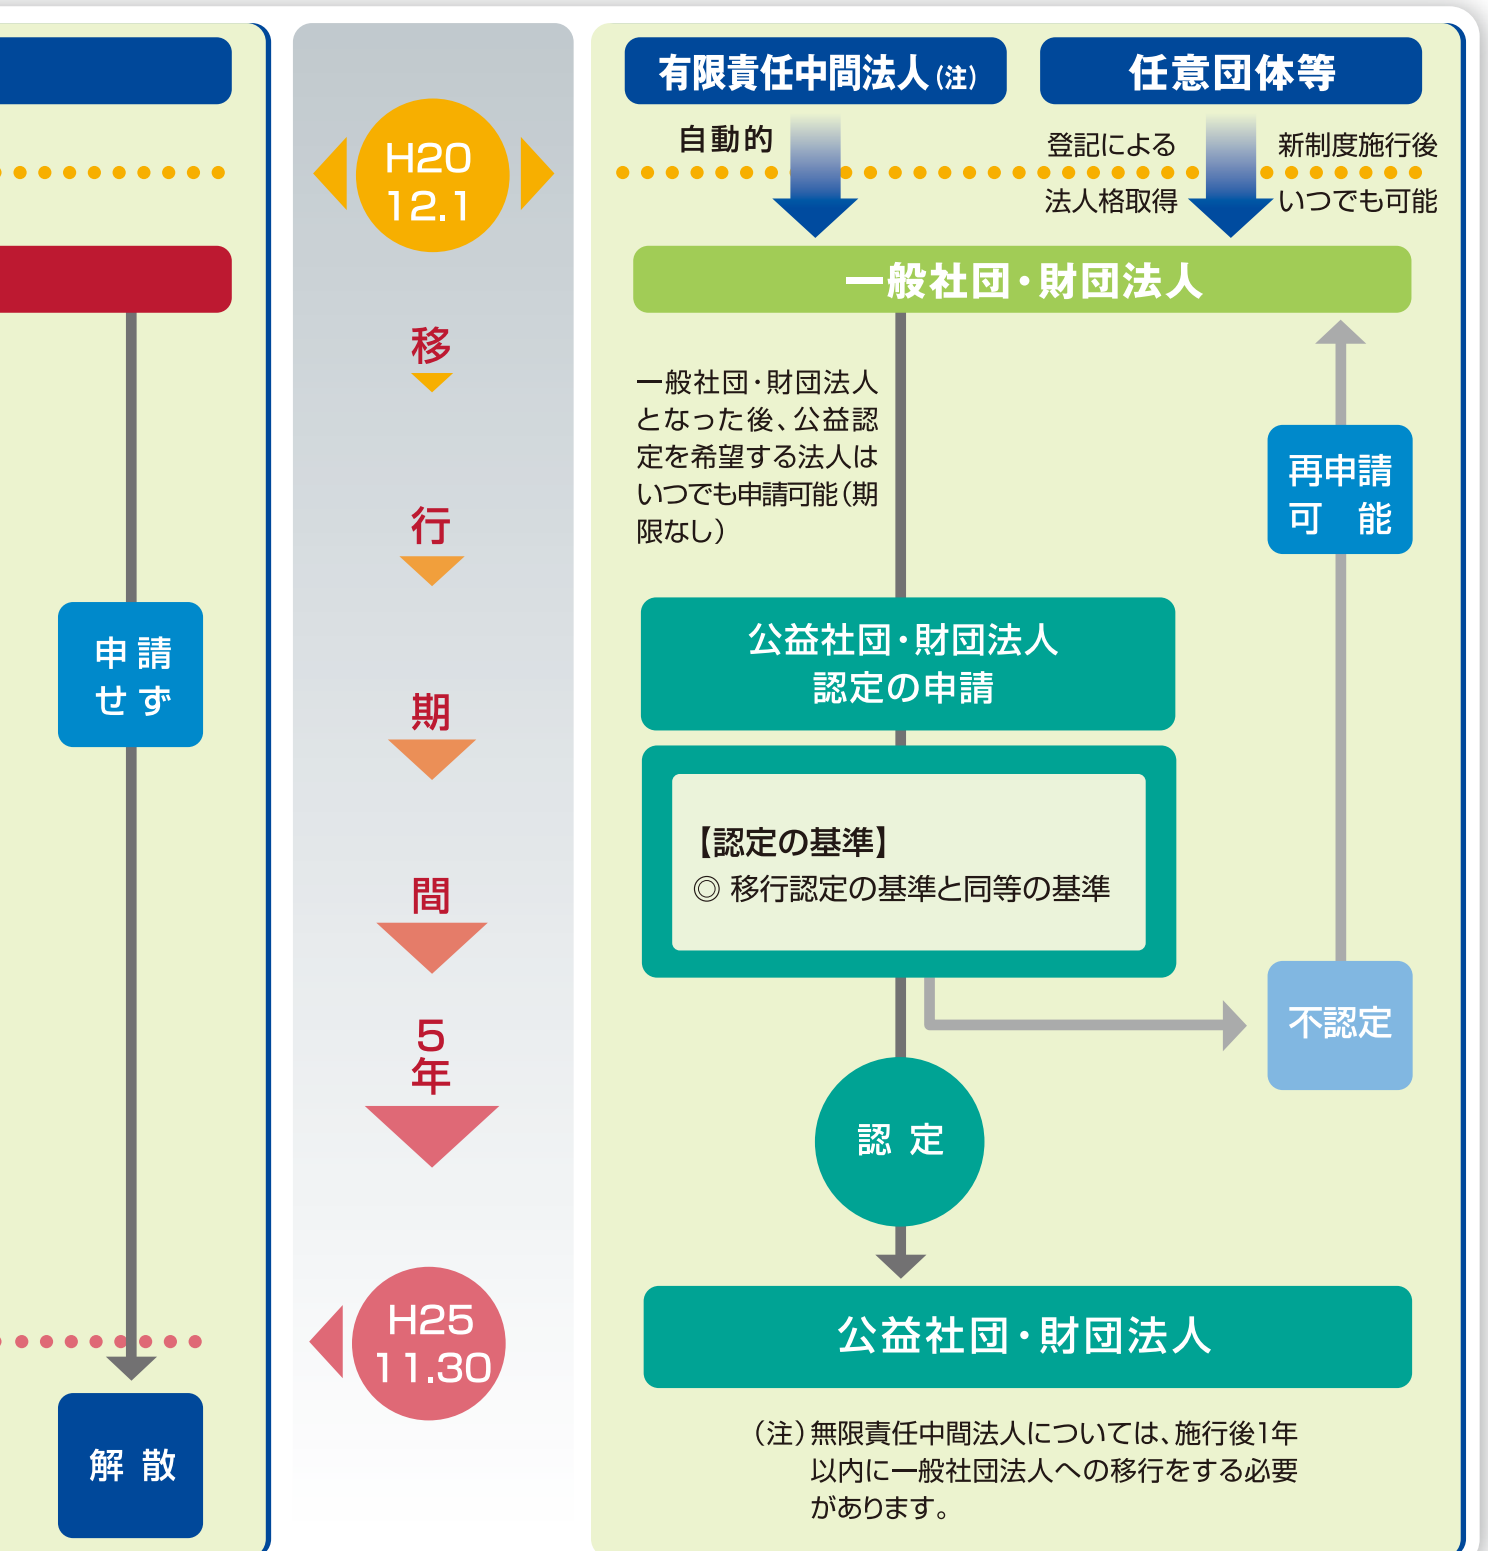 申請
せず
解散
H20
12.1
移
行
期
間
5
年
H25
11.30
有限責任中間法人(注)
任意団体等
自動的
登記による
法人格取得
新制度施行後
いつでも可能
一般社団・財団法人
一般社団・財団法人
となった後、公益認
定を希望する法人は
いつでも申請可能(期
限なし)
再申請
可能
公益社団・財団法人
認定の申請
【認定の基準】
◎ 移行認定の基準と同等の基準
不認定
認定
公益社団・財団法人
(注)無限責任中間法人については、施行後1年
以内に一般社団法人への移行をする必要
があります。